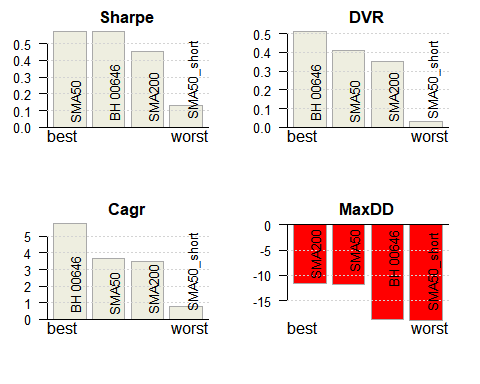 Sharpe
0.5
0.4
0.3
0.2
0.1
0.0
SMA50
BH 00646
SMA200
SMA50_short
best
worst
DVR
0.5
0.4
0.3
0.2
0.1
0.0
BH 00646
SMA50
SMA200
SMA50_short
best
worst
Cagr
5
4
3
2
1
0
BH 00646
SMA50
SMA200
SMA50_short
best
worst
MaxDD
0
-5
-10
-15
SMA200
SMA50
BH 00646
SMA50_short
best
worst